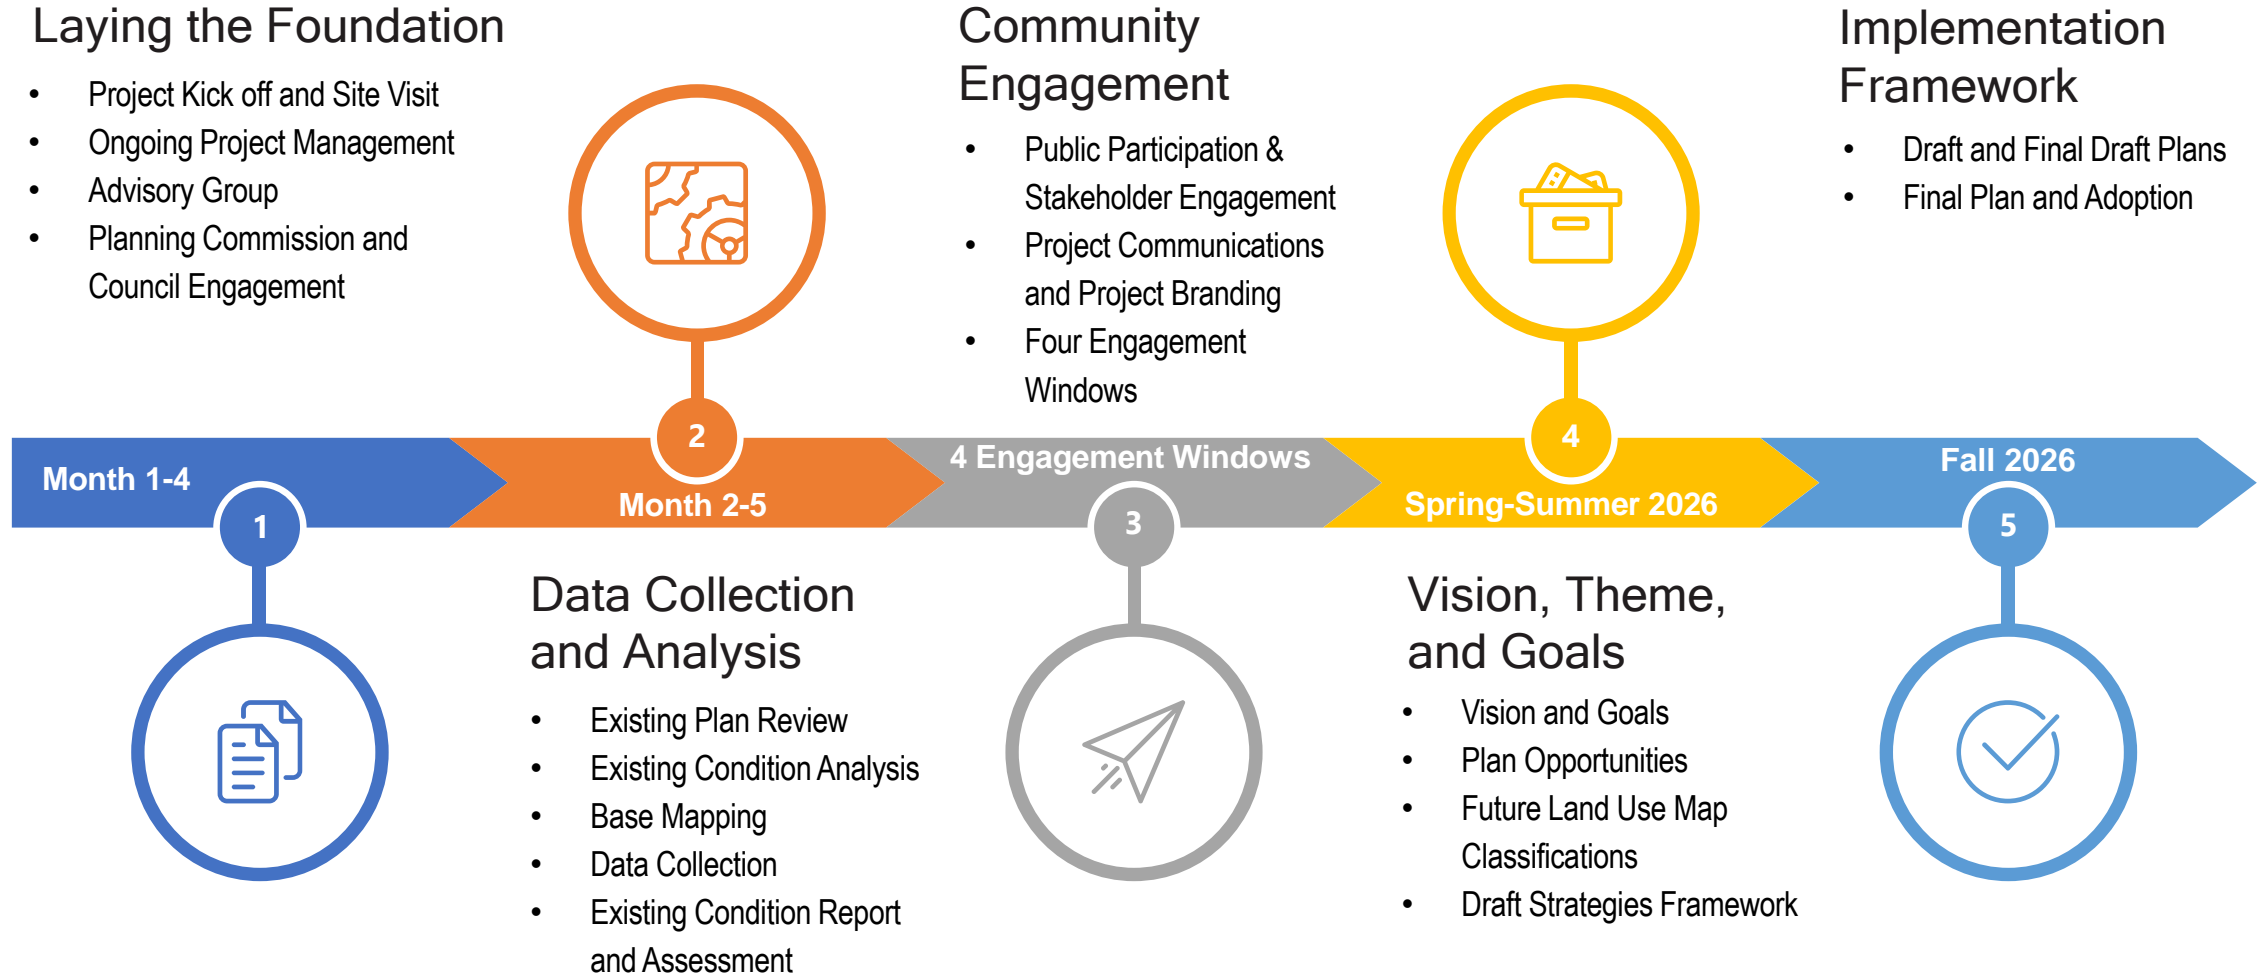 Laying the Foundation
• Project Kick off and Site Visit
• Ongoing Project Management
• Advisory Group
• Planning Commission and
Council Engagement
Community
Engagement
• Public Participation &
Stakeholder Engagement
• Project Communications
and Project Branding
• Four Engagement
Windows
Implementation
Framework
• Draft and Final Draft Plans
• Final Plan and Adoption
Month 1-4
1
2
Month 2-5
4 Engagement Windows
3
4
Spring-Summer 2026
Fall 2026
5
Data Collection
and Analysis
• Existing Plan Review
• Existing Condition Analysis
• Base Mapping
• Data Collection
• Existing Condition Report
and Assessment
Vision, Theme,
and Goals
• Vision and Goals
• Plan Opportunities
• Future Land Use Map
Classifications
• Draft Strategies Framework